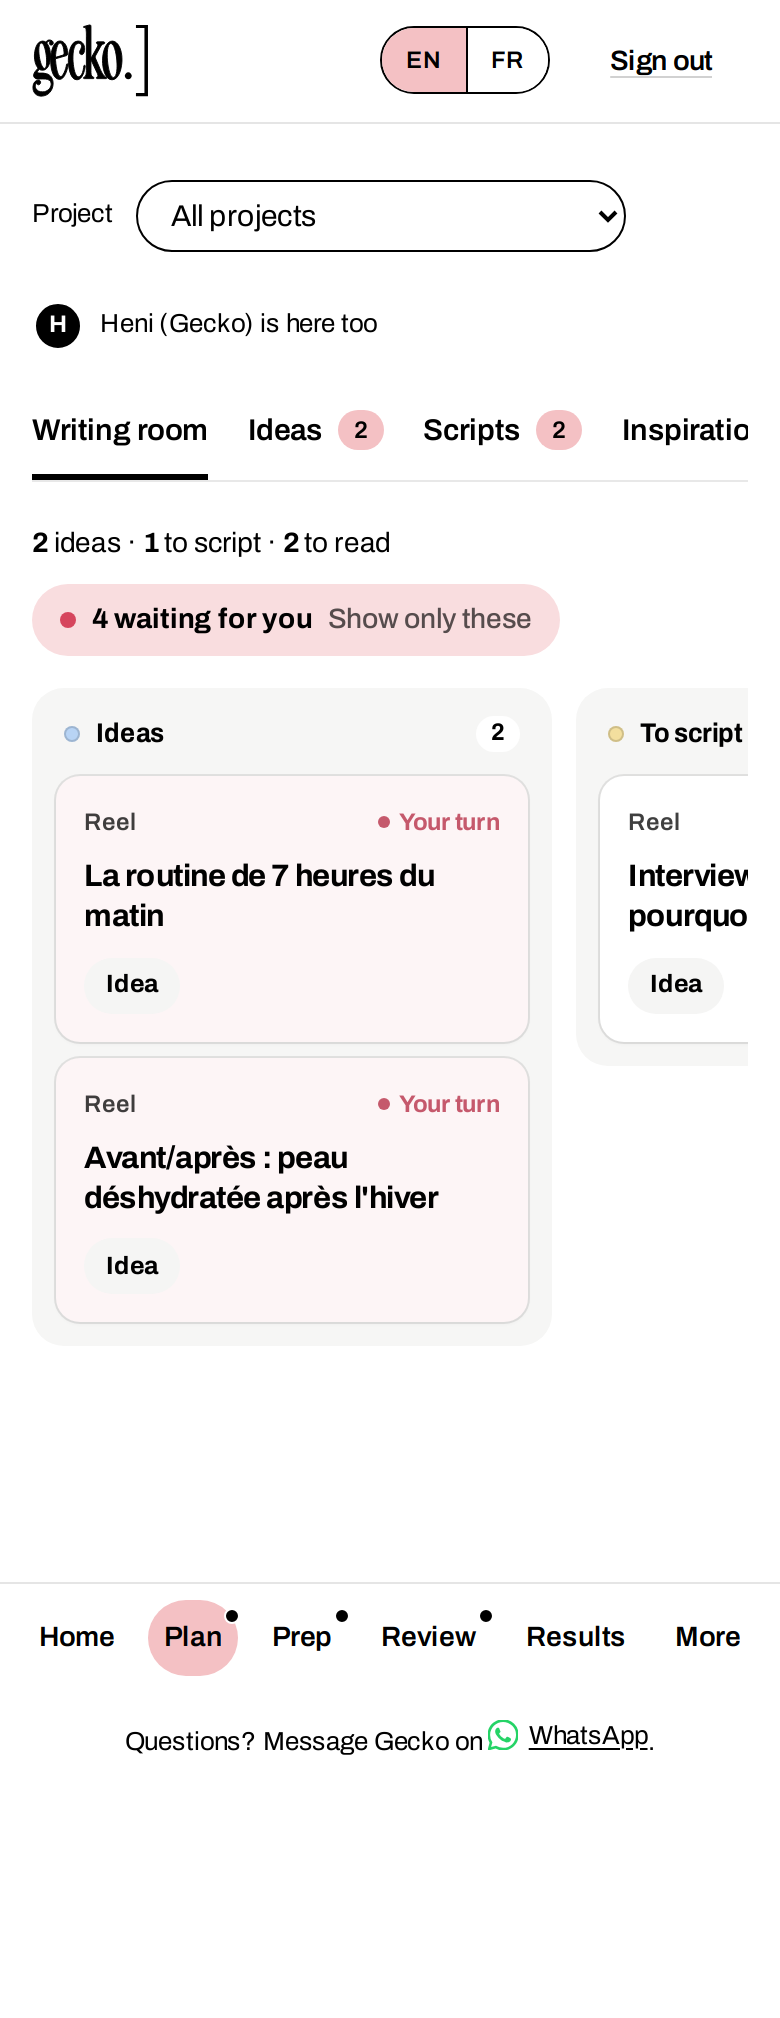 gecko.]
EN FR Sign out
Project All projects
H Heni (Gecko) is here too
Writing room Ideas 2 Scripts 2 Inspiratio
2 ideas · 1 to script · 2 to read
4 waiting for you Show only these
Ideas 2
Reel Your turn
La routine de 7 heures du
matin
Idea
Reel Your turn
Avant/après : peau
déshydratée après l'hiver
Idea
To script
Reel
Interview
pourquo
Idea
Home Plan Prep Review Results More
Questions? Message Gecko on WhatsApp.